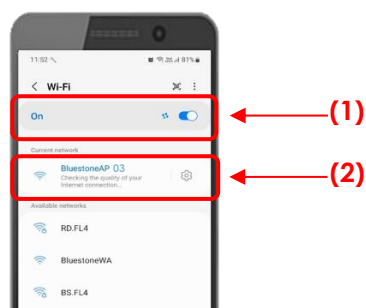 11:52
81%
Wi-Fi
On
(1)
Current network
BluestoneAP 03
(2)
Checking the quality of your
Internet connection...
Available networks
RD.FL4
BluestoneWA
BS.FL4